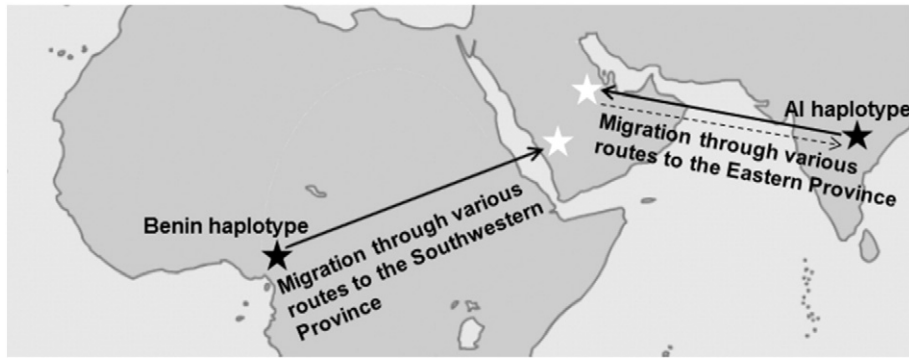 AI haplotype
Migration through various
routes to the Eastern Province
Benin haplotype
Migration through various
routes to the Southwestern
Province